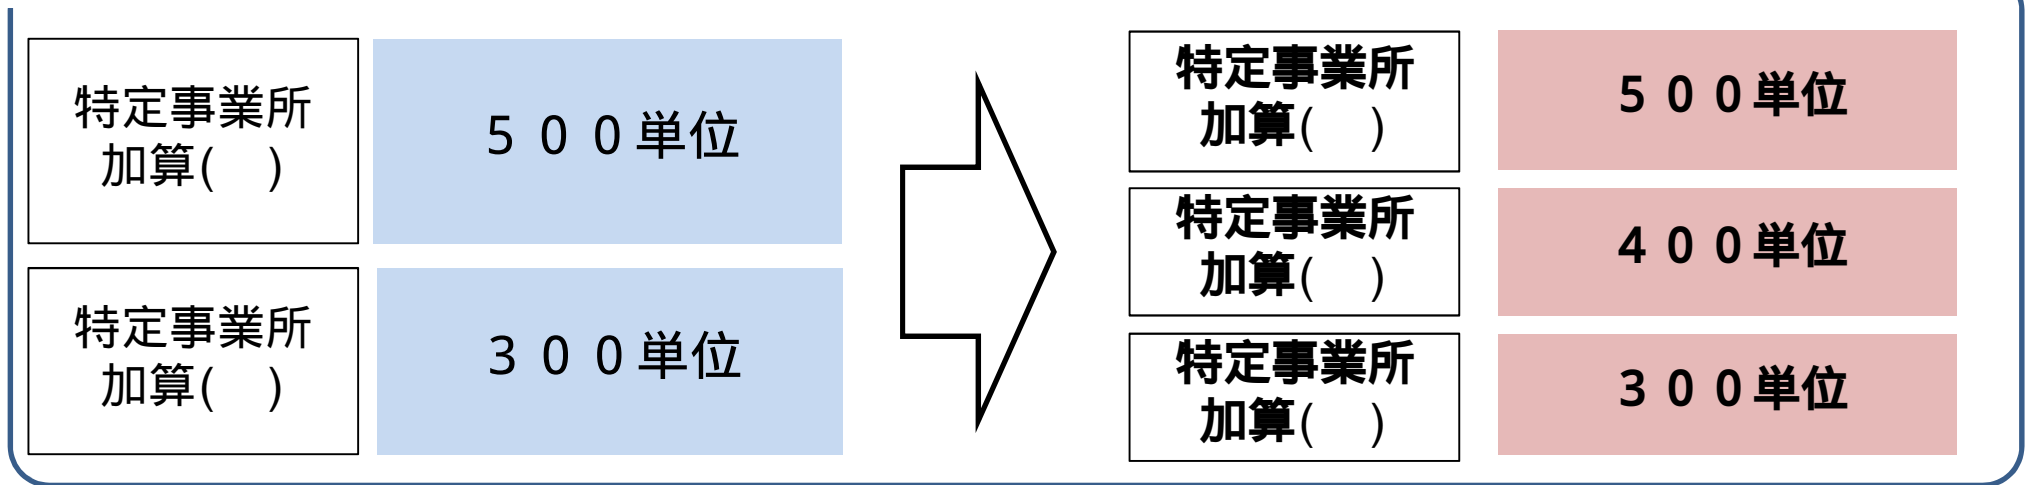 特定事業所
加算(　)
５００単位
特定事業所
加算(　)
３００単位
特定事業所
加算(　)
５００単位
特定事業所
加算(　)
４００単位
特定事業所
加算(　)
３００単位